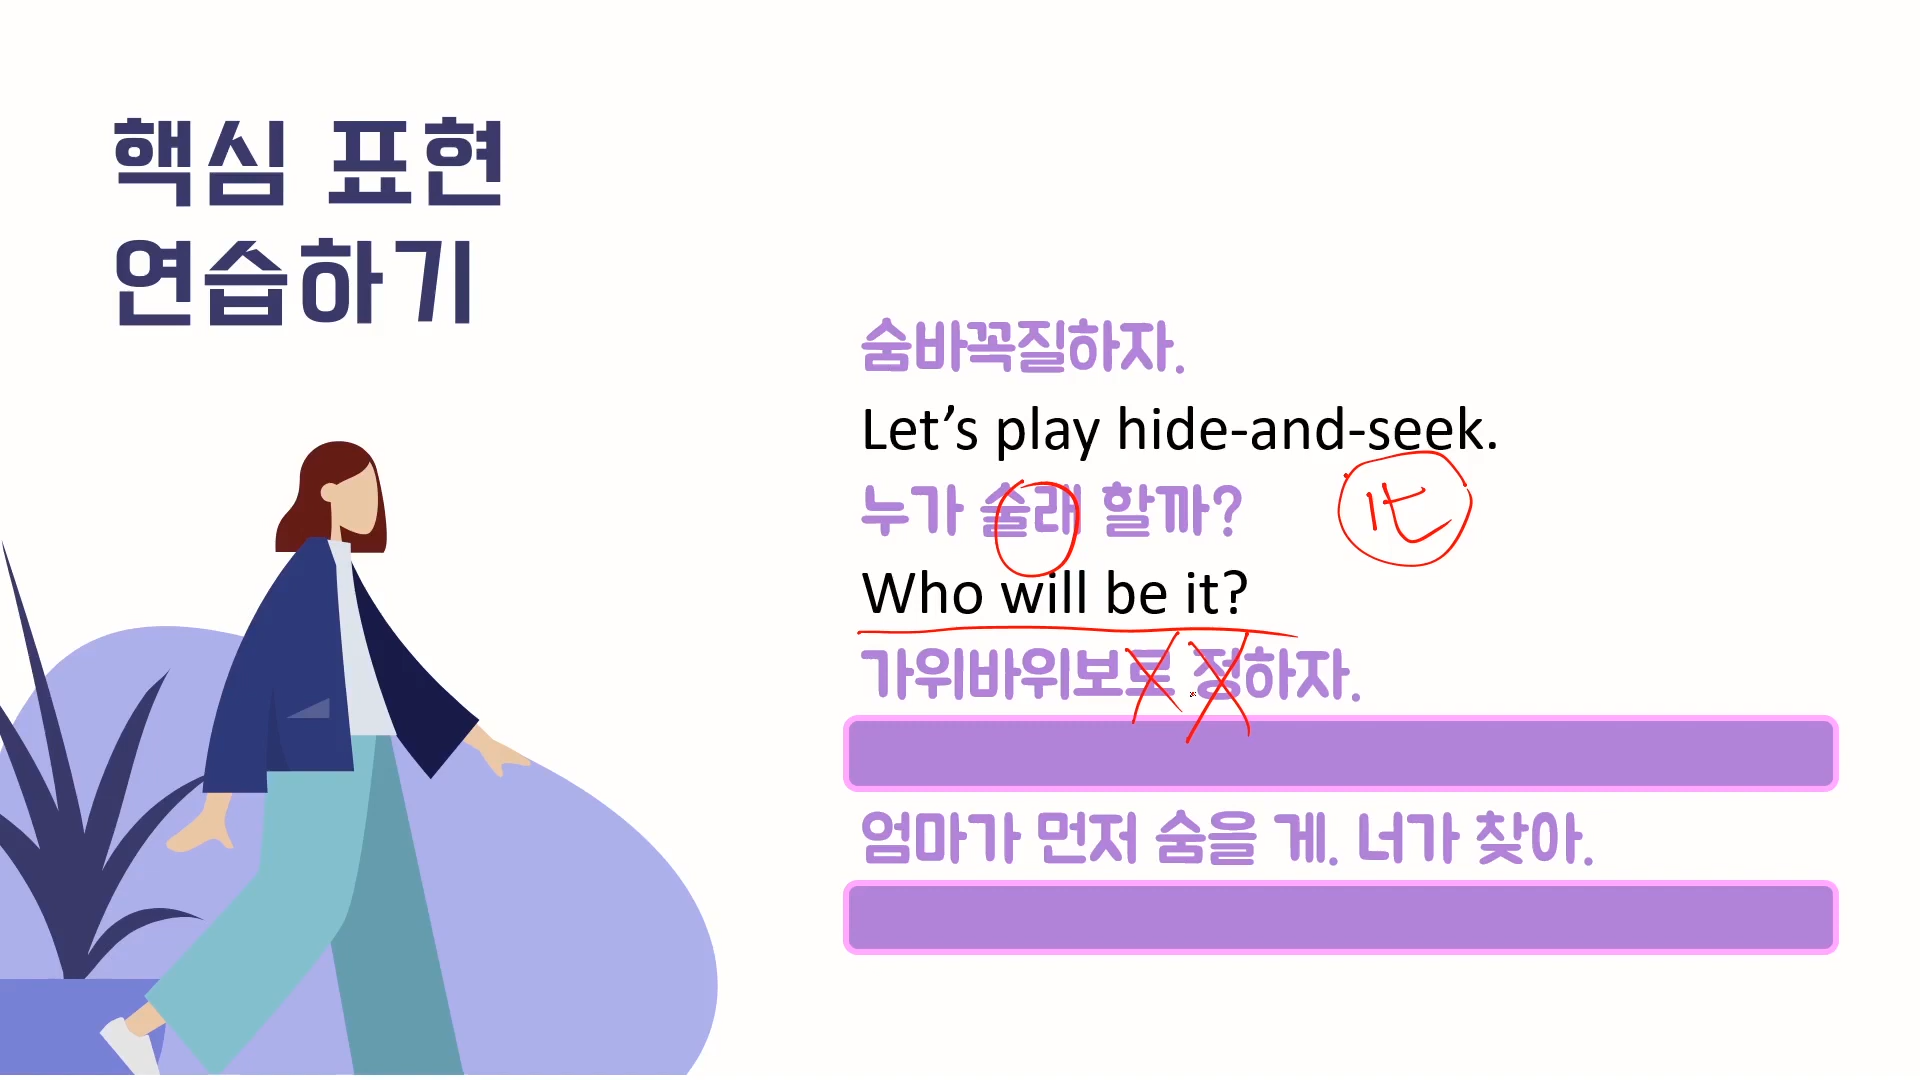 핵심 표현
연습하기
숨바꼭질하자.
Let’s play hide-and-seek.
누가 술래 할까?
it
Who will be it?
가위바위보로 정하자.
엄마가 먼저 숨을 게. 너가 찾아.